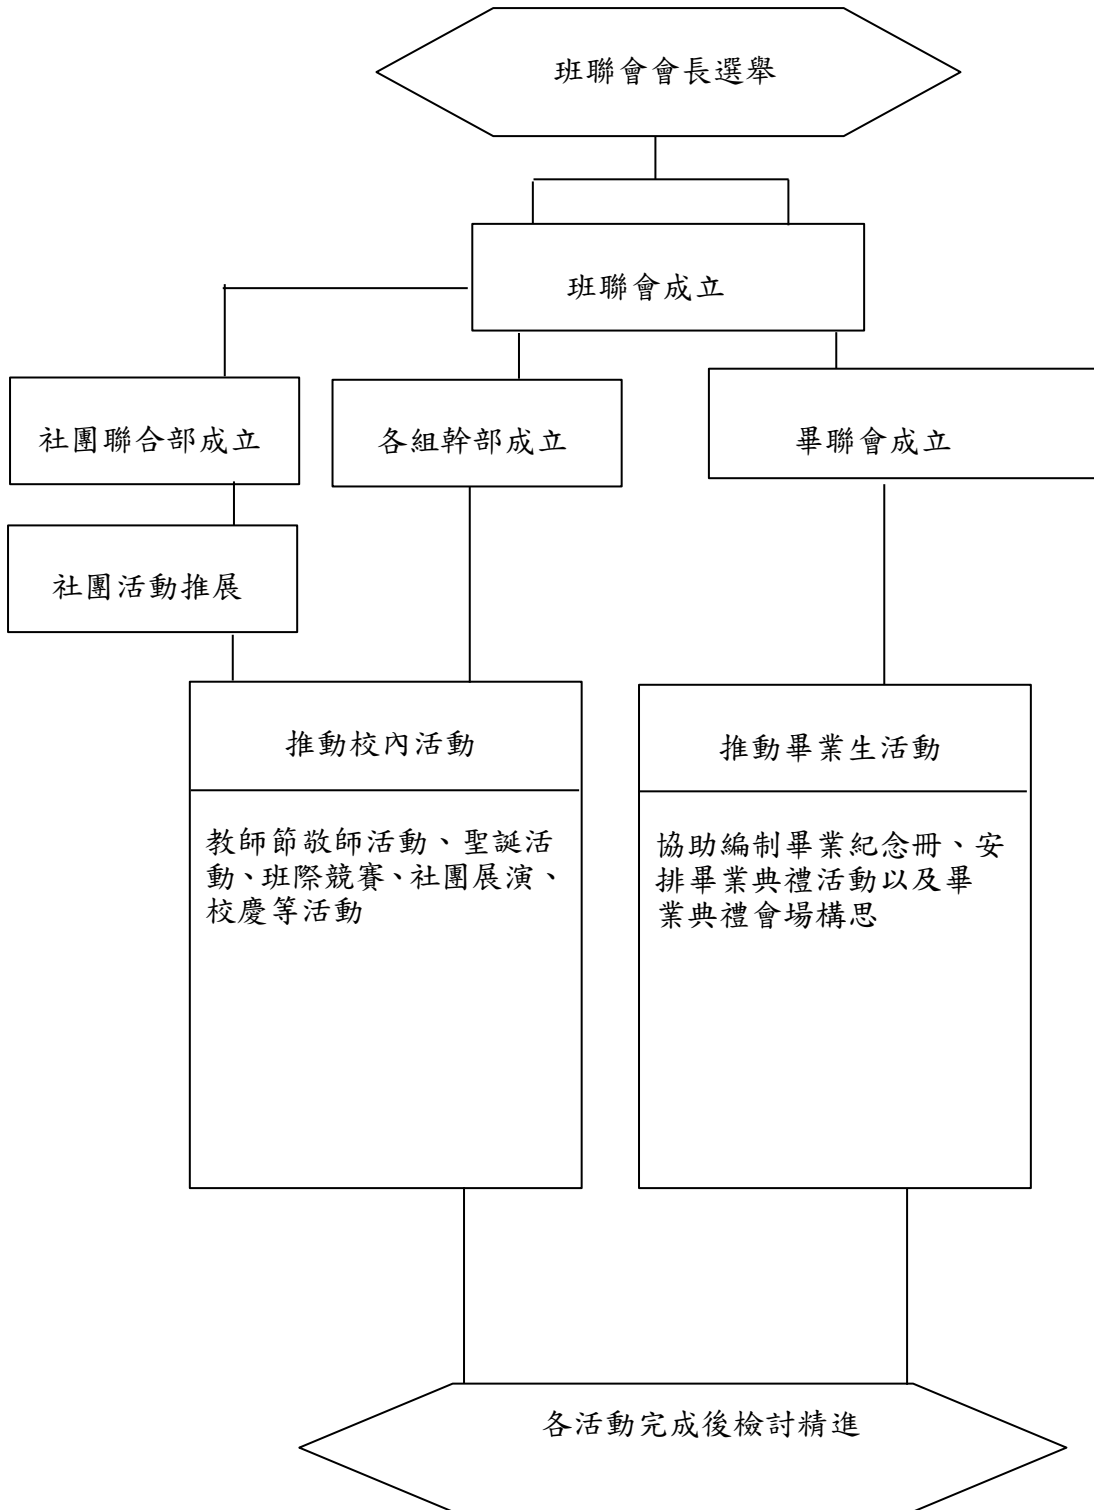 班聯會會長選舉
班聯會成立
社團聯合部成立
各組幹部成立
畢聯會成立
社團活動推展
推動校內活動
教師節敬師活動、聖誕活
動、班際競賽、社團展演、
校慶等活動
推動畢業生活動
協助編制畢業紀念冊、安
排畢業典禮活動以及畢
業典禮會場構思
各活動完成後檢討精進